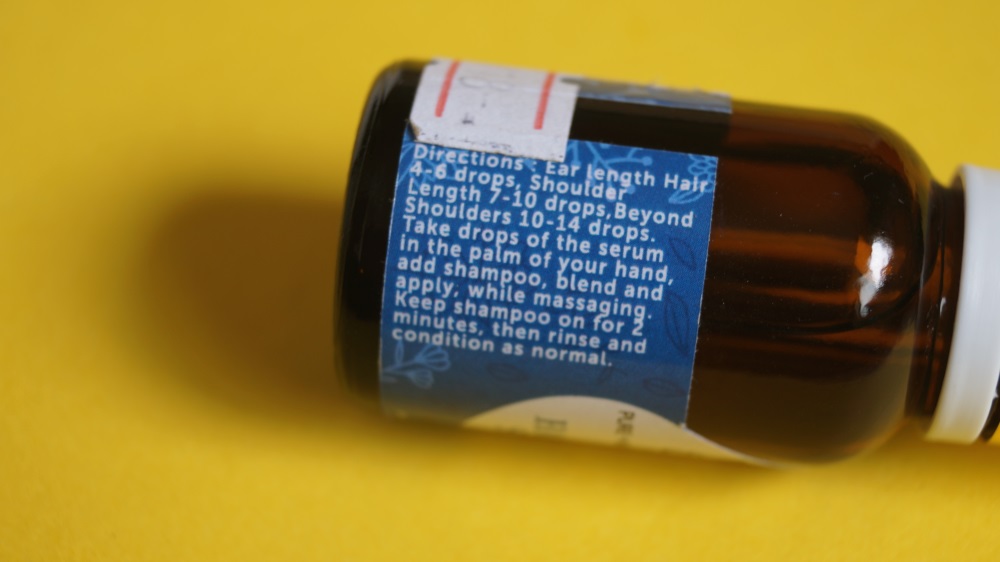 Directions : Ear length Hair
4-6 drops, Shoulder
Length 7-10 drops,Beyond
Shoulders 10-14 drops.
Take drops of the serum
in the palm of your hand,
add shampoo, blend and
apply, while massaging.
Keep shampoo on for 2
minutes, then rinse and
condition as normal.